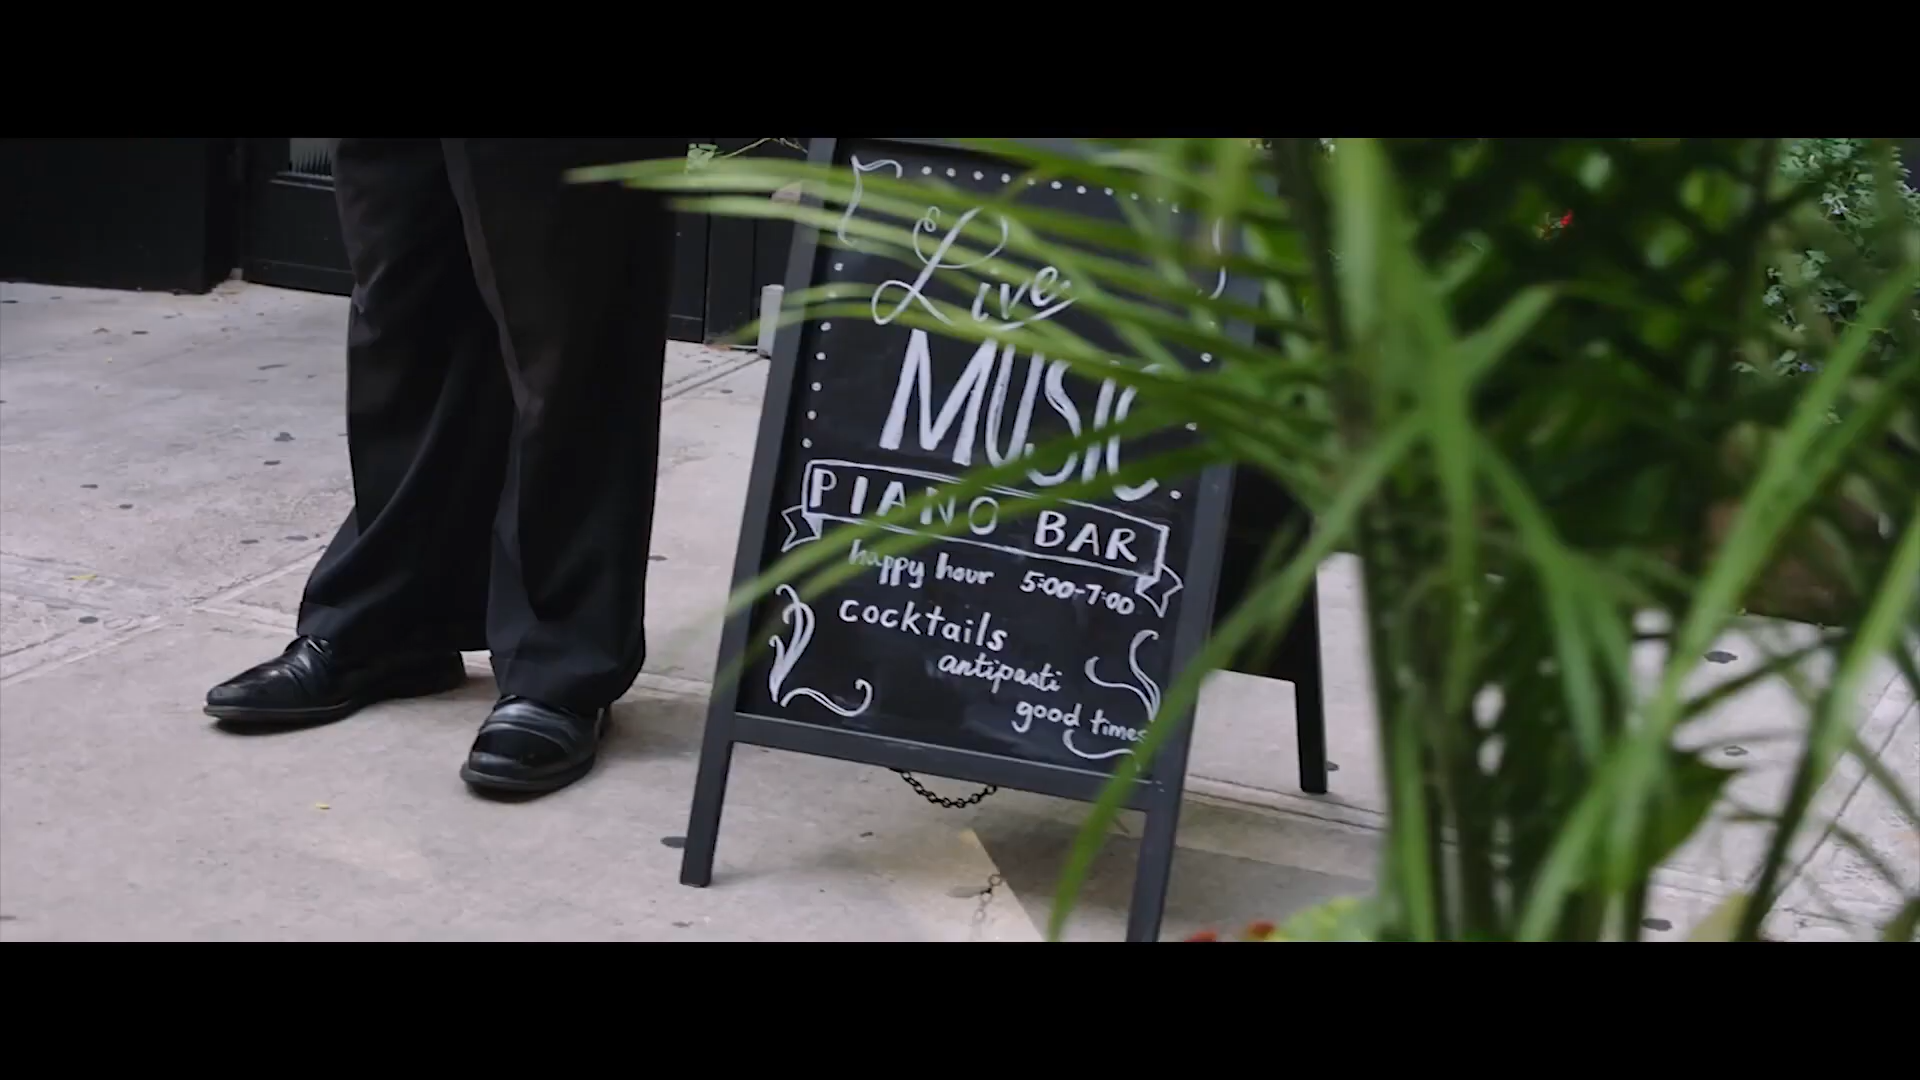 Live
MUSIC
PIANO BAR
happy hour 5:00-7:00
cocktails
antipasti
good times